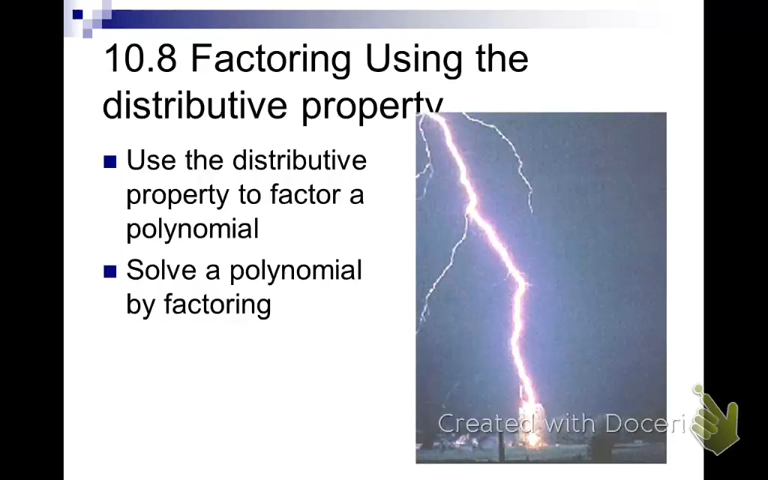 10.8 Factoring Using the
distributive property
Use the distributive
property to factor a
polynomial
Solve a polynomial
by factoring
Created with Doceri